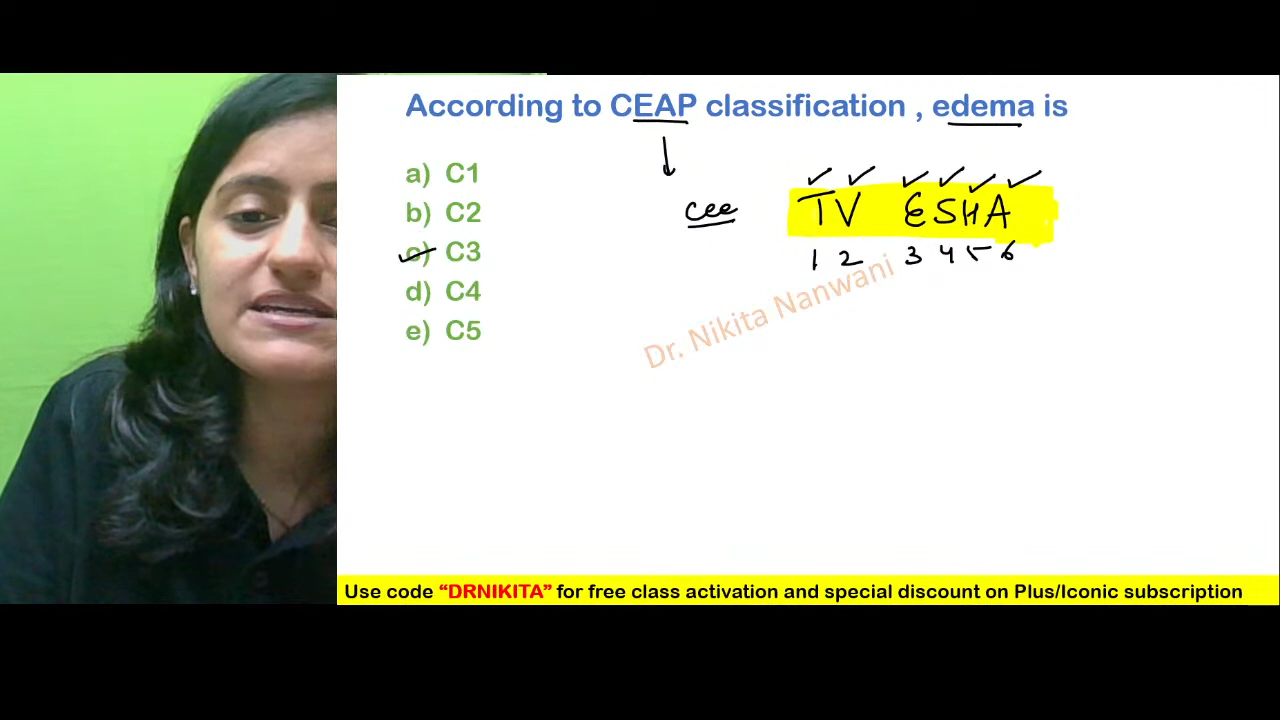 According to CEAP classification , edema is
a) C1
b) C2
c) C3
d) C4
e) C5
see TV ESHA
1 2 3 4 5 6
Dr. Nikita Nanwani
Use code “DRNIKITA” for free class activation and special discount on Plus/Iconic subscription